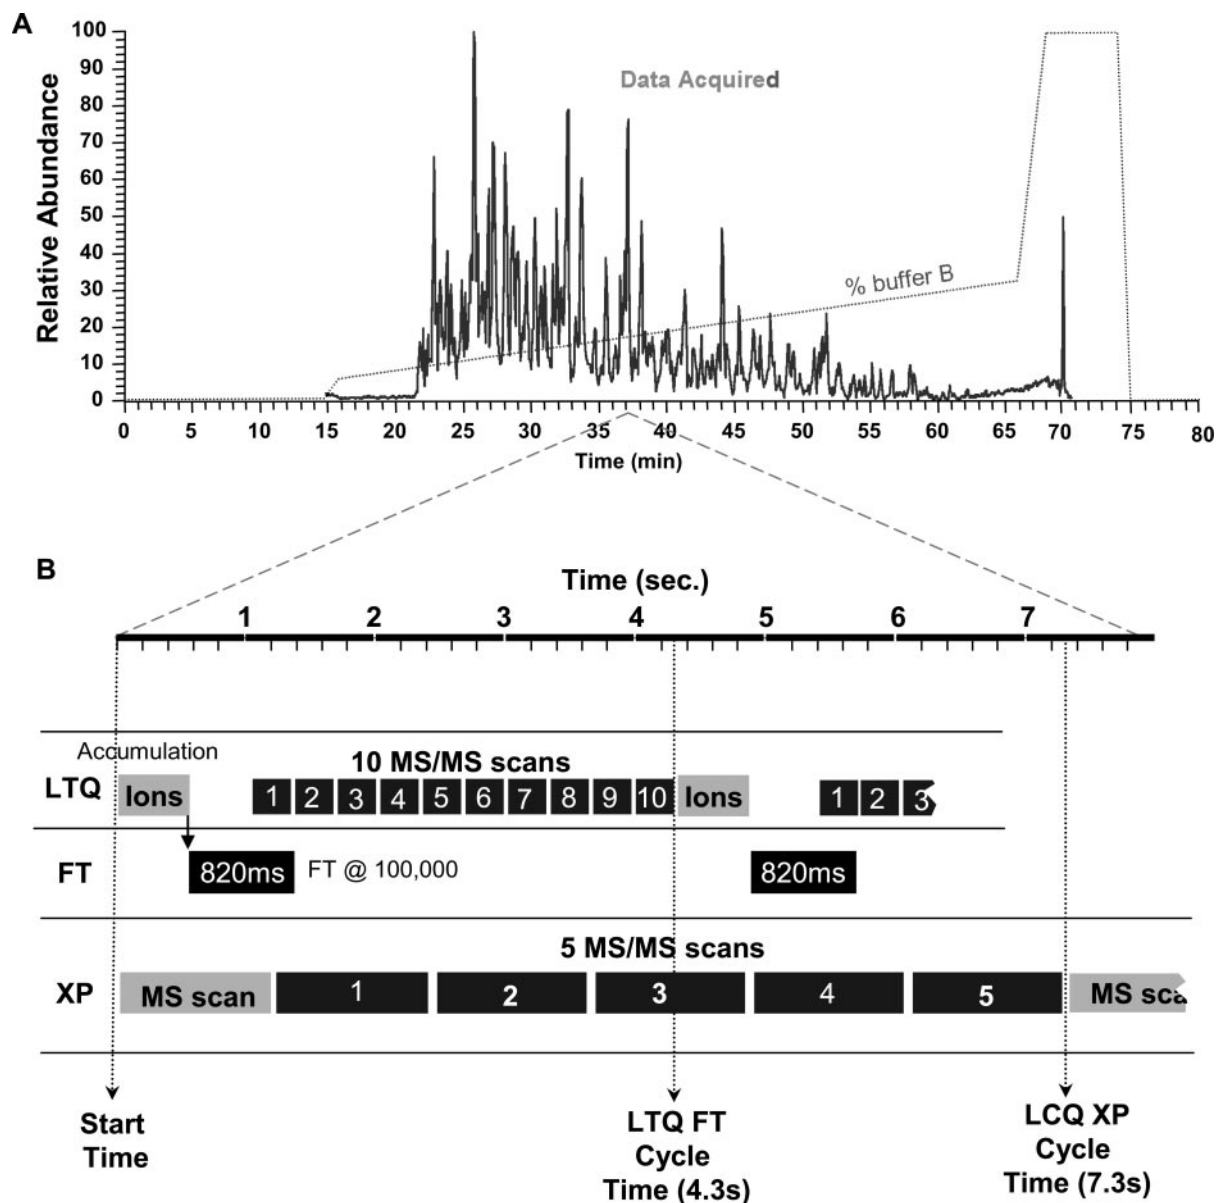 A
Relative Abundance
100
90
80
70
60
50
40
30
20
10
0
Data Acquired
% buffer B
0 5 10 15 20 25 30 35 40 45 50 55 60 65 70 75 80
Time (min)
B
Time (sec.)
1 2 3 4 5 6 7
Accumulation
10 MS/MS scans
LTQ Ions 1 2 3 4 5 6 7 8 9 10 Ions 1 2 3
FT 820ms FT @ 100,000 820ms
5 MS/MS scans
XP MS scan 1 2 3 4 5 MS sca
Start
Time
LTQ FT
Cycle
Time (4.3s)
LCQ XP
Cycle
Time (7.3s)